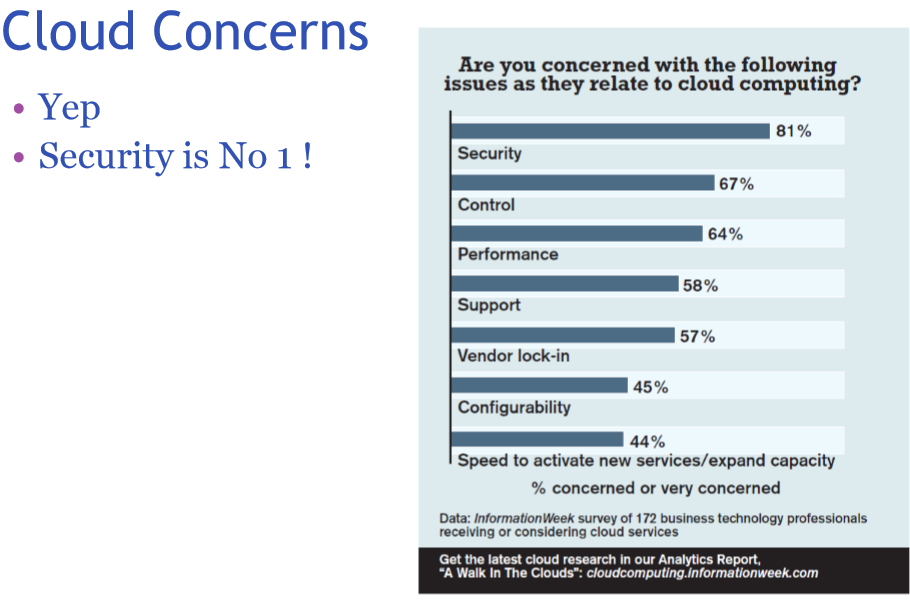 Cloud Concerns
• Yep
• Security is No 1 !
Are you concerned with the following
issues as they relate to cloud computing?
81%
Security
67%
Control
64%
Performance
58%
Support
57%
Vendor lock-in
45%
Configurability
44%
Speed to activate new services/expand capacity
% concerned or very concerned
Data: InformationWeek survey of 172 business technology professionals
receiving or considering cloud services
Get the latest cloud research in our Analytics Report,
“A Walk In The Clouds”: cloudcomputing.informationweek.com